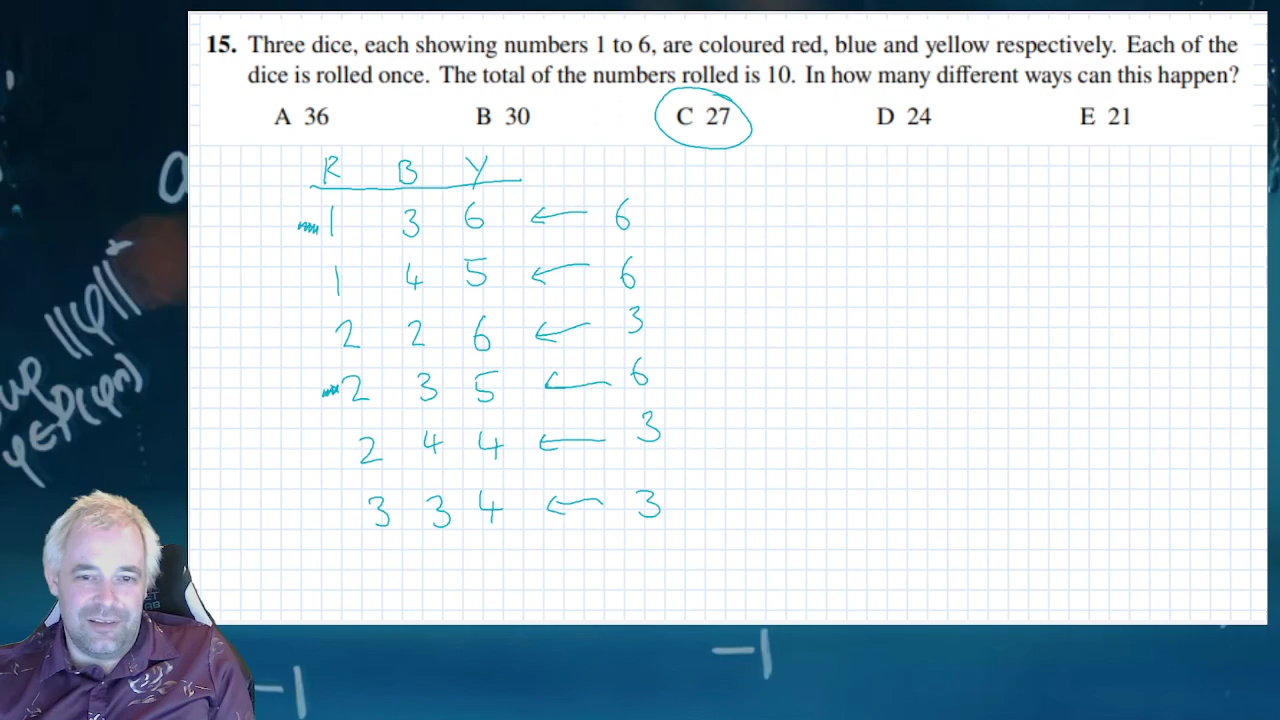 15. Three dice, each showing numbers 1 to 6, are coloured red, blue and yellow respectively. Each of the
dice is rolled once. The total of the numbers rolled is 10. In how many different ways can this happen?
A 36 B 30 C 27 D 24 E 21
R B Y
1 3 6 ← 6
1 4 5 ← 6
2 2 6 ← 3
2 3 5 ← 6
2 4 4 ← 3
3 3 4 ← 3
||φ||
φ∈P(φn)
-1
-1